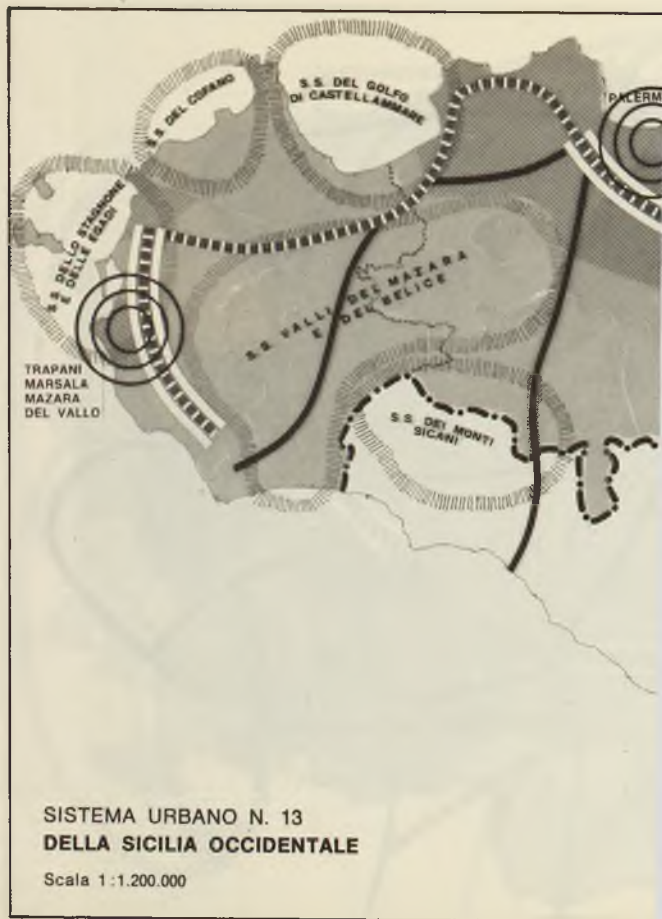 S.S. DEL GOLFO
DI CASTELLAMMARE
S.S. DEL COFANO
PALERM
S.S. DELLO STAGNONE
E DELLE EGADI
S.S. VALLI DEL MAZARA
E DEL BELICE
TRAPANI
MARSALA
MAZARA
DEL VALLO
S.S. DEI MONTI
SICANI
SISTEMA URBANO N. 13
DELLA SICILIA OCCIDENTALE
Scala 1:1.200.000